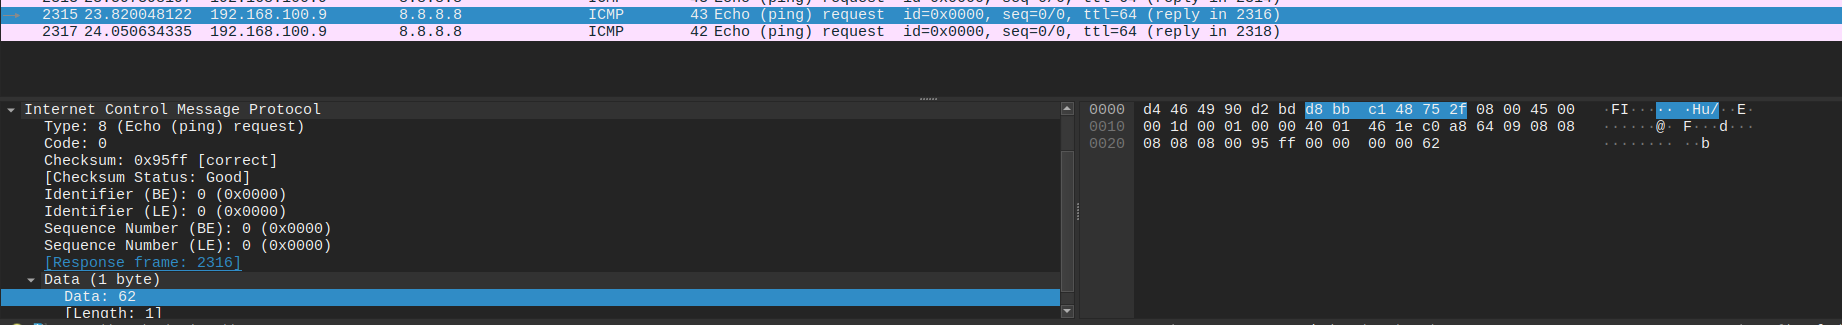 2315 23.820048122 192.168.100.9 8.8.8.8 ICMP 43 Echo (ping) request id=0x0000, seq=0/0, ttl=64 (reply in 2316)
2317 24.050634335 192.168.100.9 8.8.8.8 ICMP 42 Echo (ping) request id=0x0000, seq=0/0, ttl=64 (reply in 2318)
Internet Control Message Protocol
Type: 8 (Echo (ping) request)
Code: 0
Checksum: 0x95ff [correct]
[Checksum Status: Good]
Identifier (BE): 0 (0x0000)
Identifier (LE): 0 (0x0000)
Sequence Number (BE): 0 (0x0000)
Sequence Number (LE): 0 (0x0000)
[Response frame: 2316]
Data (1 byte)
Data: 62
[Length: 1]
0000 d4 46 49 90 d2 bd d8 bb c1 48 75 2f 08 00 45 00 ·FI····· ·Hu/··E·
0010 00 1d 00 01 00 00 40 01 46 1e c0 a8 64 09 08 08 ······@· F···d···
0020 08 08 08 00 95 ff 00 00 00 00 62 ········ ··b